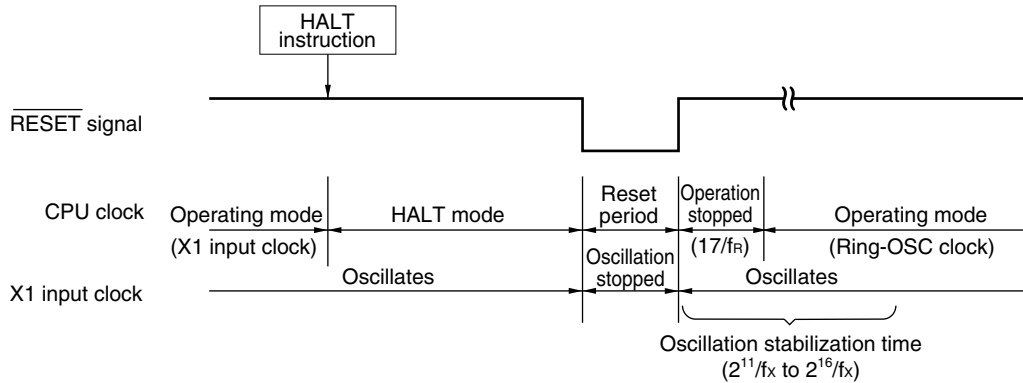 HALT
instruction
RESET signal
CPU clock
Operating mode
(X1 input clock)
HALT mode
Reset
period
Operation
stopped
(17/fR)
Operating mode
(Ring-OSC clock)
X1 input clock
Oscillates
Oscillation
stopped
Oscillates
Oscillation stabilization time
(2¹¹/fX to 2¹⁶/fX)